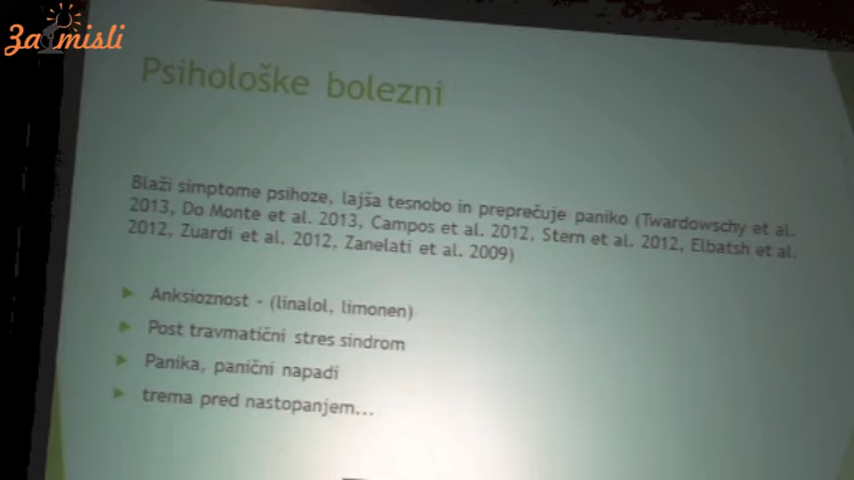 Zamisli
Psihološke bolezni
Blaži simptome psihoze, lajša tesnobo in preprečuje paniko (Twardowschy et al.
2013, Do Monte et al. 2013, Campos et al. 2012, Stern et al. 2012, Elbatsh et al.
2012, Zuardi et al. 2012, Zanelati et al. 2009)
Anksioznost - (linalol, limonen)
Post travmatični stres sindrom
Panika, panični napadi
trema pred nastopanjem...